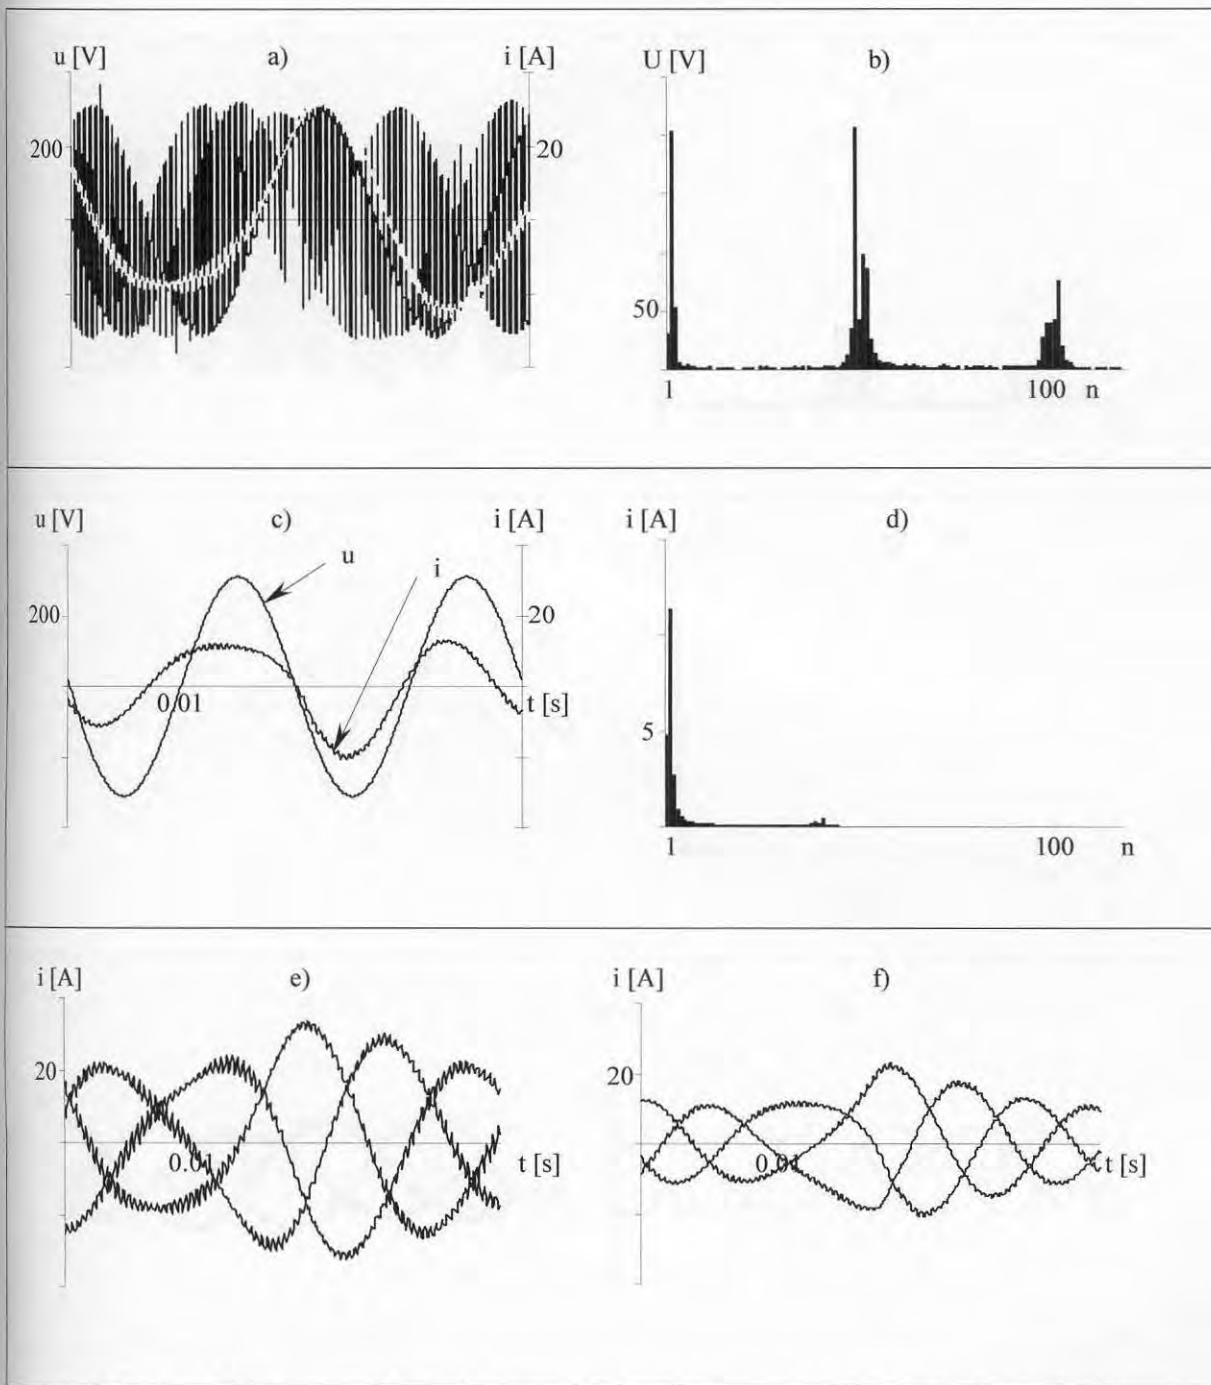 u [V] a) i [A]
200 20
U [V] b)
50
1 100 n
u [V] c) i [A]
u
i
200 20
0.01 t [s]
i [A] d)
5
1 100 n
i [A] e)
20
0.01 t [s]
i [A] f)
20
0.01 t [s]